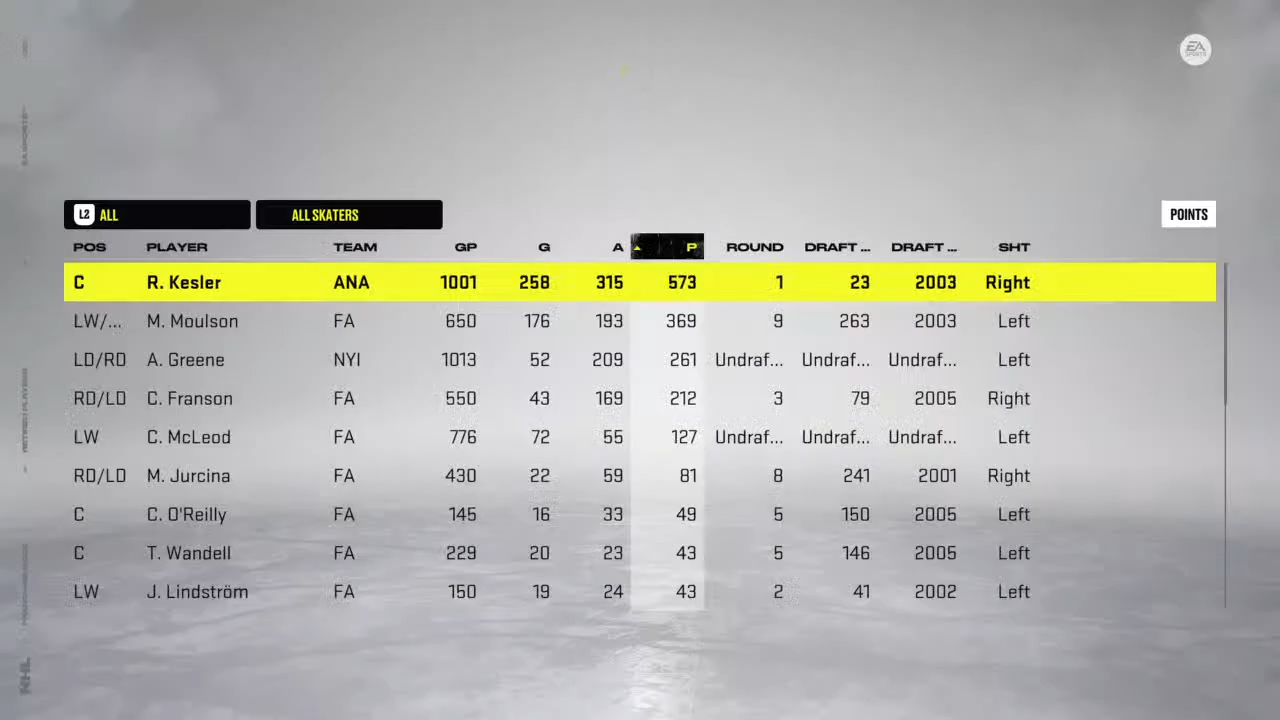 EA SPORTS
L2 ALL ALL SKATERS POINTS
POS PLAYER TEAM GP G A P ROUND DRAFT ... DRAFT ... SHT
C R. Kesler ANA 1001 258 315 573 1 23 2003 Right
LW/... M. Moulson FA 650 176 193 369 9 263 2003 Left
LD/RD A. Greene NYI 1013 52 209 261 Undraf... Undraf... Undraf... Left
RD/LD C. Franson FA 550 43 169 212 3 79 2005 Right
LW C. McLeod FA 776 72 55 127 Undraf... Undraf... Undraf... Left
RD/LD M. Jurcina FA 430 22 59 81 8 241 2001 Right
C C. O'Reilly FA 145 16 33 49 5 150 2005 Left
C T. Wandell FA 229 20 23 43 5 146 2005 Left
LW J. Lindström FA 150 19 24 43 2 41 2002 Left
NHL